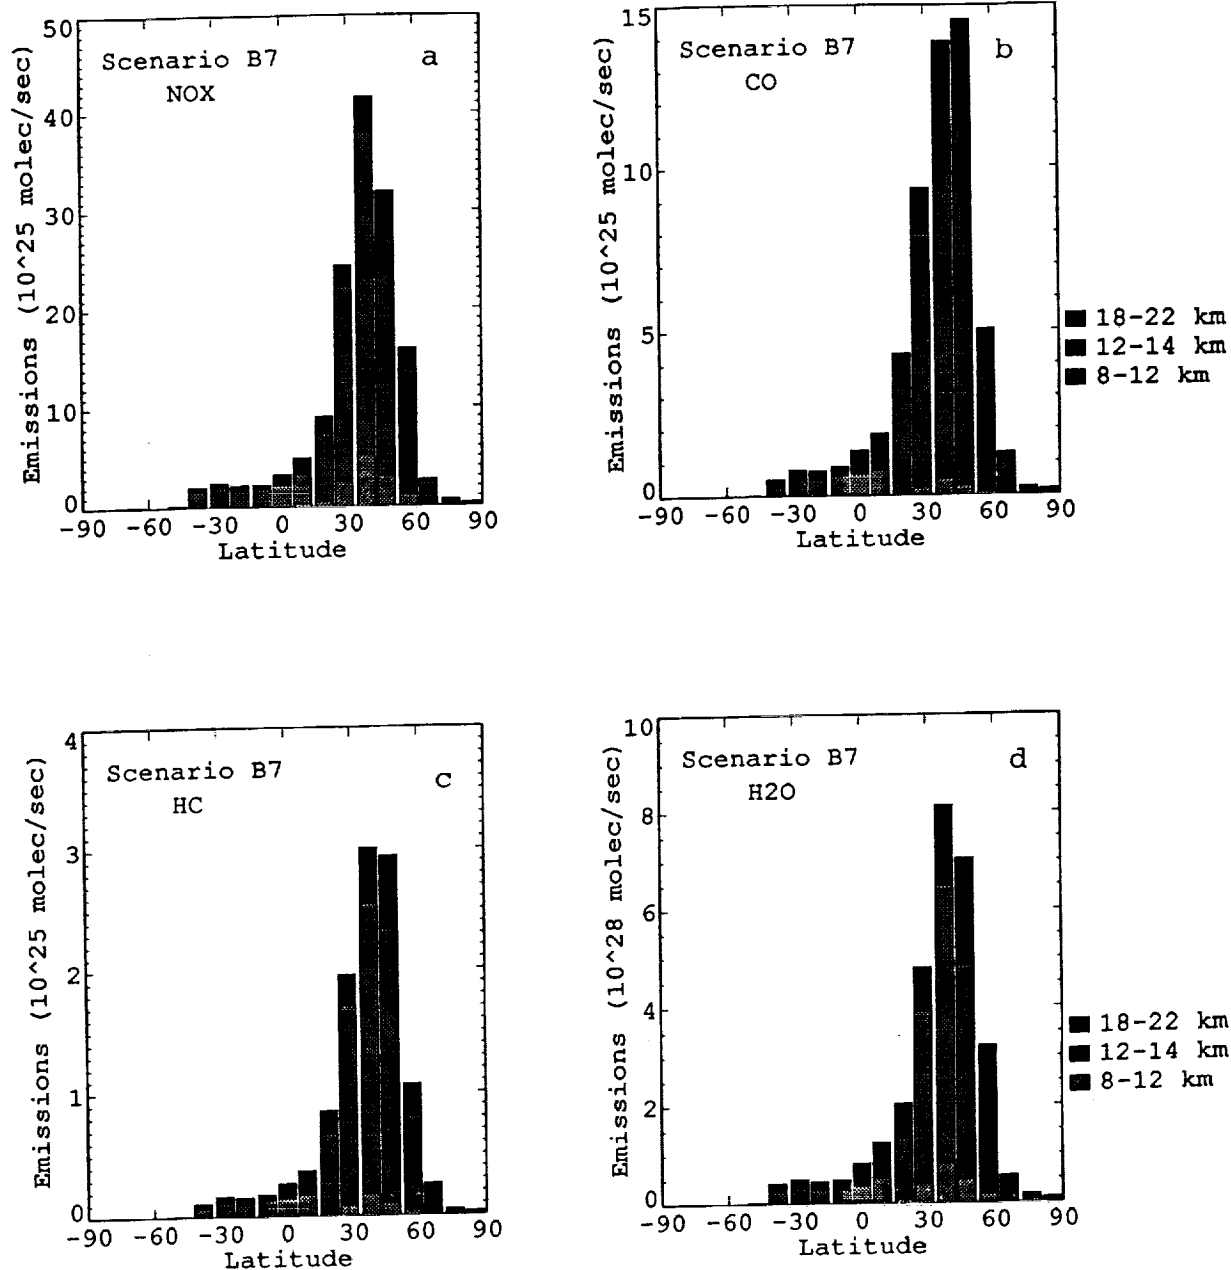 Scenario B7
NOX
a
50
40
30
20
10
0
Emissions (10^25 molec/sec)
-90 -60 -30 0 30 60 90
Latitude
Scenario B7
CO
b
15
10
5
0
Emissions (10^25 molec/sec)
-90 -60 -30 0 30 60 90
Latitude
18-22 km
12-14 km
8-12 km
Scenario B7
HC
c
4
3
2
1
0
Emissions (10^25 molec/sec)
-90 -60 -30 0 30 60 90
Latitude
Scenario B7
H2O
d
10
8
6
4
2
0
Emissions (10^28 molec/sec)
-90 -60 -30 0 30 60 90
Latitude
18-22 km
12-14 km
8-12 km